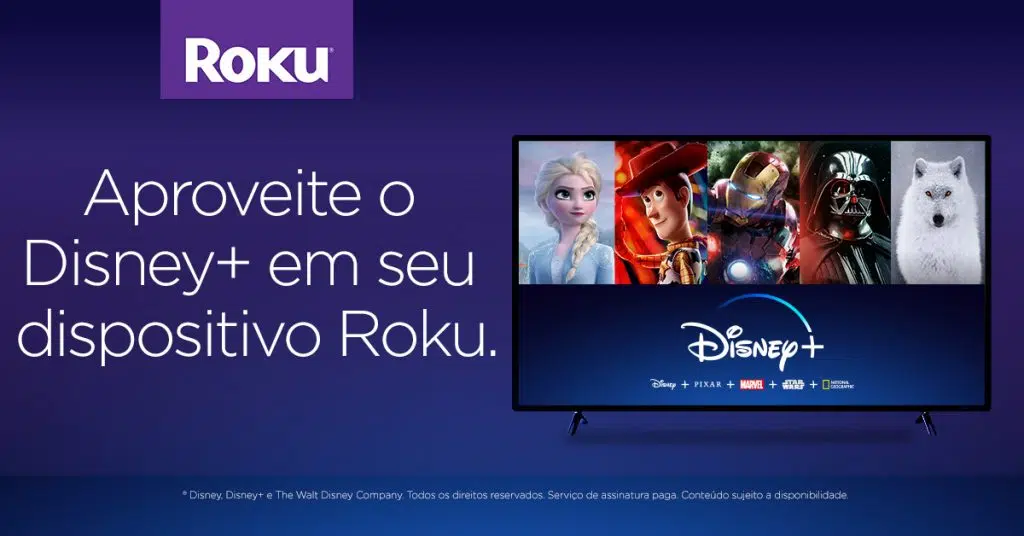 ROKU
Aproveite o
Disney+ em seu
dispositivo Roku.
Disney+
Disney + PIXAR + MARVEL + STAR WARS + NATIONAL GEOGRAPHIC
® Disney, Disney+ e The Walt Disney Company. Todos os direitos reservados. Serviço de assinatura paga. Conteúdo sujeito a disponibilidade.